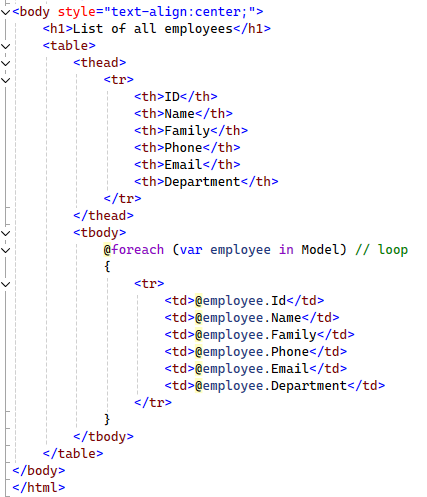 <body style="text-align:center;">
    <h1>List of all employees</h1>
    <table>
        <thead>
            <tr>
                <th>ID</th>
                <th>Name</th>
                <th>Family</th>
                <th>Phone</th>
                <th>Email</th>
                <th>Department</th>
            </tr>
        </thead>
        <tbody>
            @foreach (var employee in Model) // loop
            {
                <tr>
                    <td>@employee.Id</td>
                    <td>@employee.Name</td>
                    <td>@employee.Family</td>
                    <td>@employee.Phone</td>
                    <td>@employee.Email</td>
                    <td>@employee.Department</td>
                </tr>
            }
        </tbody>
    </table>
</body>
</html>